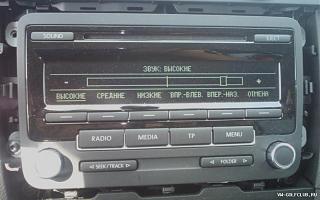 SOUND
EJECT
ЗВУК: ВЫСОКИЕ
- +
ВЫСОКИЕ СРЕДНИЕ НИЗКИЕ ВПР-ВЛЕВ. ВПЕР.-НАЗ. ОТМЕНА
RADIO MEDIA TP MENU
SEEK/TRACK
FOLDER
VW-GOLFCLUB.RU